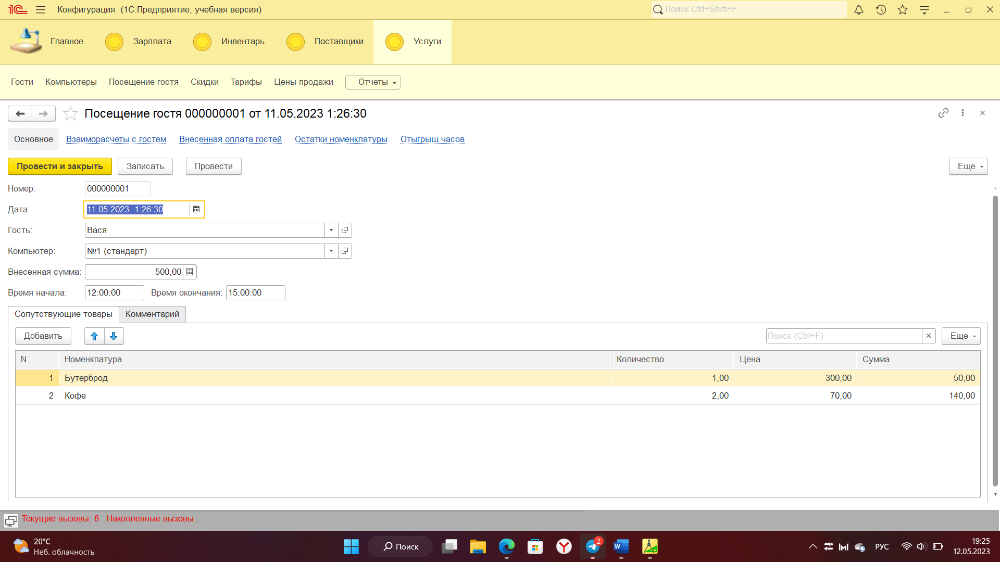 1С Конфигурация (1С:Предприятие, учебная версия) Поиск Ctrl+Shift+F
Главное Зарплата Инвентарь Поставщики Услуги
Гости Компьютеры Посещение гостя Скидки Тарифы Цены продажи Отчеты
Посещение гостя 000000001 от 11.05.2023 1:26:30
Основное Взаиморасчеты с гостем Внесенная оплата гостей Остатки номенклатуры Отыгрыш часов
Провести и закрыть Записать Провести Еще
Номер: 000000001
Дата: 11.05.2023 1:26:30
Гость: Вася
Компьютер: №1 (стандарт)
Внесенная сумма: 500,00
Время начала: 12:00:00 Время окончания: 15:00:00
Сопутствующие товары Комментарий
Добавить Поиск (Ctrl+F) Еще
N Номенклатура Количество Цена Сумма
1 Бутерброд 1,00 300,00 50,00
2 Кофе 2,00 70,00 140,00
Текущие вызовы: 8 Накопленные вызовы…
20°C
Неб. облачность
Поиск
2
РУС
19:25
12.05.2023